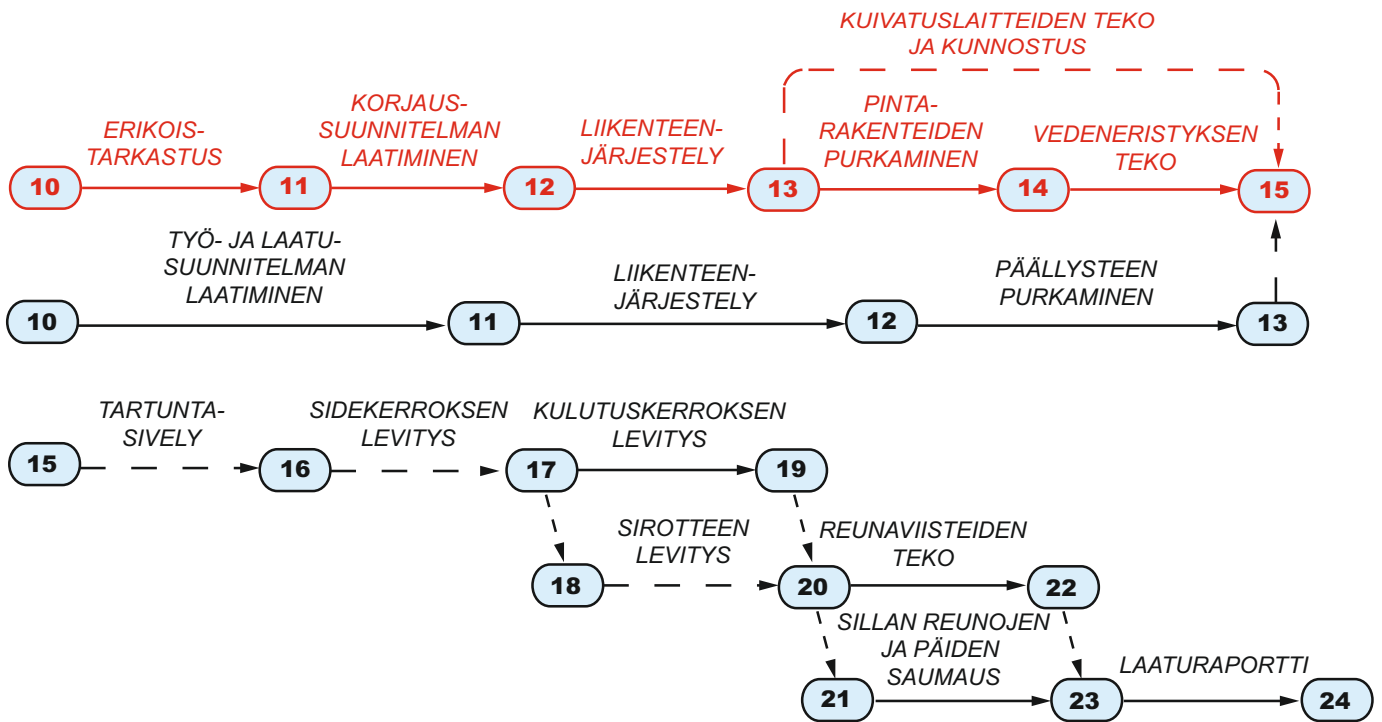 KUIVATUSLAITTEIDEN TEKO
JA KUNNOSTUS
ERIKOIS-
TARKASTUS
KORJAUS-
SUUNNITELMAN
LAATIMINEN
LIIKENTEEN-
JÄRJESTELY
PINTA-
RAKENTEIDEN
PURKAMINEN
VEDENERISTYKSEN
TEKO
10
11
12
13
14
15
TYÖ- JA LAATU-
SUUNNITELMAN
LAATIMINEN
LIIKENTEEN-
JÄRJESTELY
PÄÄLLYSTEEN
PURKAMINEN
10
11
12
13
TARTUNTA-
SIVELY
SIDEKERROKSEN
LEVITYS
KULUTUSKERROKSEN
LEVITYS
15
16
17
19
SIROTTEEN
LEVITYS
REUNAVIISTEIDEN
TEKO
18
20
22
SILLAN REUNOJEN
JA PÄIDEN
SAUMAUS
LAATURAPORTTI
21
23
24